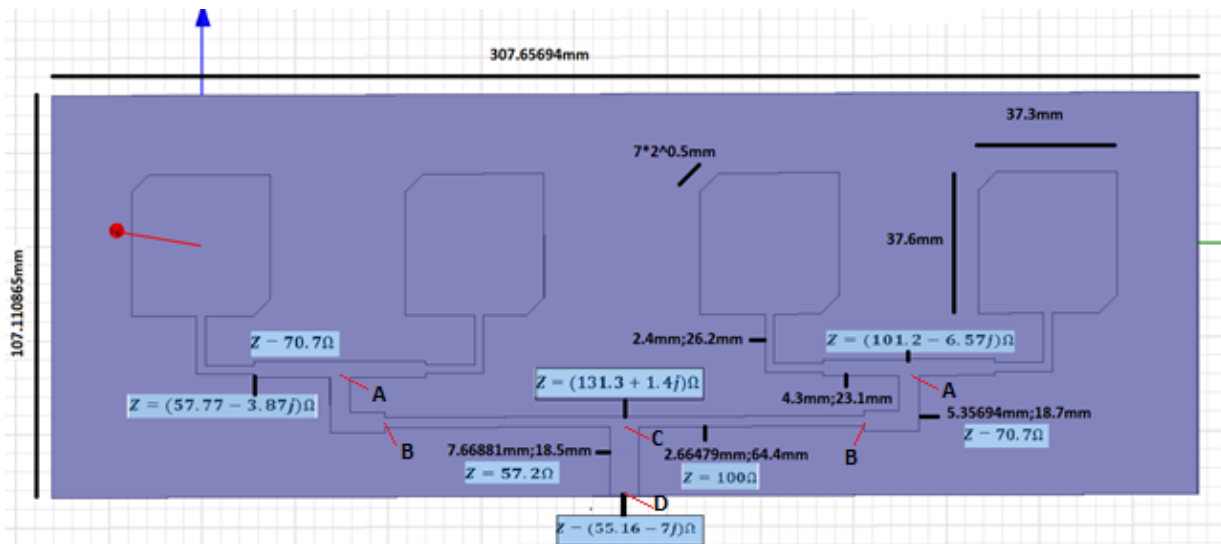 307.65694mm
37.3mm
7*2^0.5mm
37.6mm
107.110865mm
Z − 70.7Ω
2.4mm;26.2mm
Z = (101.2 − 6.57j)Ω
A
A
Z = (131.3 + 1.4j)Ω
Z = (57.77 − 3.87j)Ω
4.3mm;23.1mm
5.35694mm;18.7mm
Z − 70.7Ω
C
B
B
7.66881mm;18.5mm
2.66479mm;64.4mm
Z = 57.2Ω
Z = 100Ω
D
Z − (55.16 − 7j)Ω